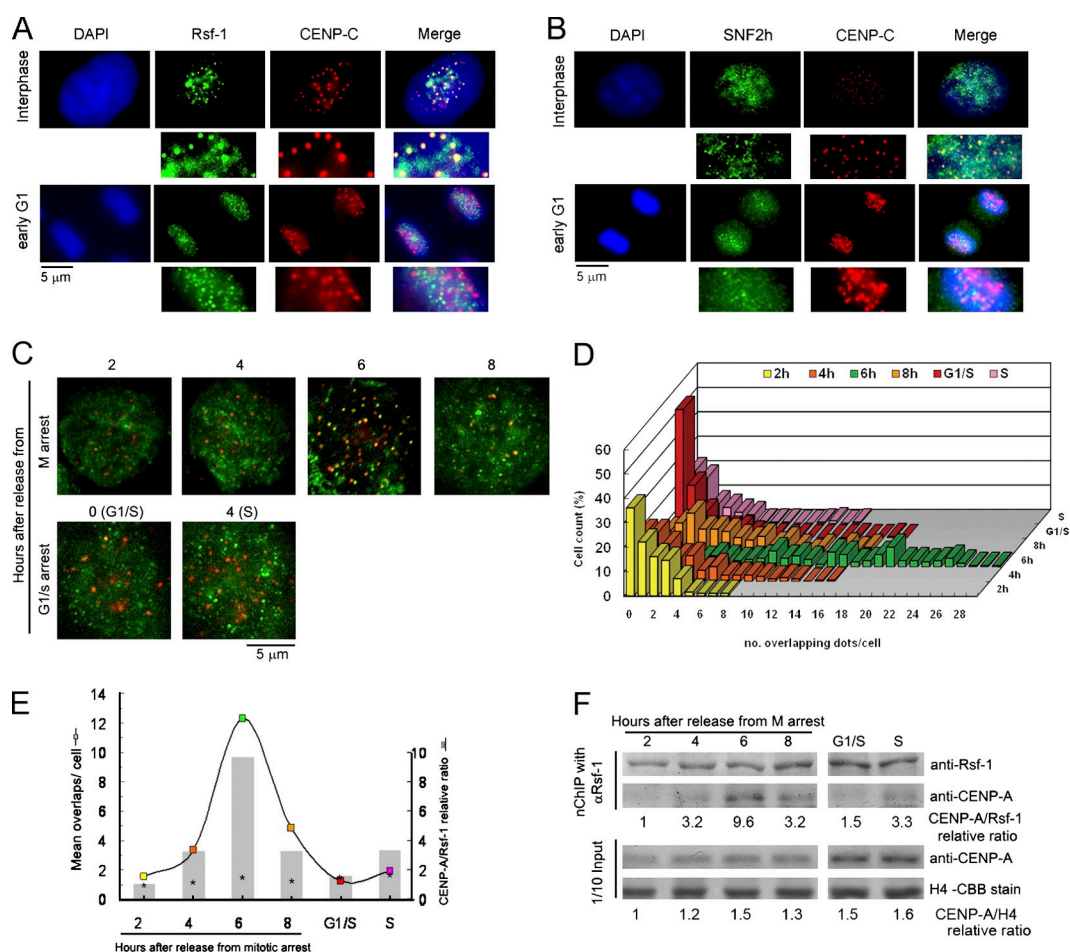 A
DAPI Rsf-1 CENP-C Merge
Interphase
early G1
5 μm
B
DAPI SNF2h CENP-C Merge
Interphase
early G1
5 μm
C
2 4 6 8
Hours after release from
M arrest
0 (G1/S) 4 (S)
G1/s arrest
5 μm
D
2h 4h 6h 8h G1/S S
Cell count (%)
60
50
40
30
20
10
0
0 2 4 6 8 10 12 14 16 18 20 22 24 26 28
no. overlapping dots/cell
S
G1/S
8h
6h
4h
2h
E
Mean overlaps/ cell
14
12
10
8
6
4
2
0
10
8
6
4
2
0
CENP-A/Rsf-1 relative ratio
* * * * * *
2 4 6 8 G1/S S
Hours after release from mitotic arrest
F
Hours after release from M arrest
2 4 6 8 G1/S S
nChIP with αRsf-1
anti-Rsf-1
anti-CENP-A
1 3.2 9.6 3.2 1.5 3.3 CENP-A/Rsf-1 relative ratio
1/10 Input
anti-CENP-A
H4 -CBB stain
1 1.2 1.5 1.3 1.5 1.6 CENP-A/H4 relative ratio